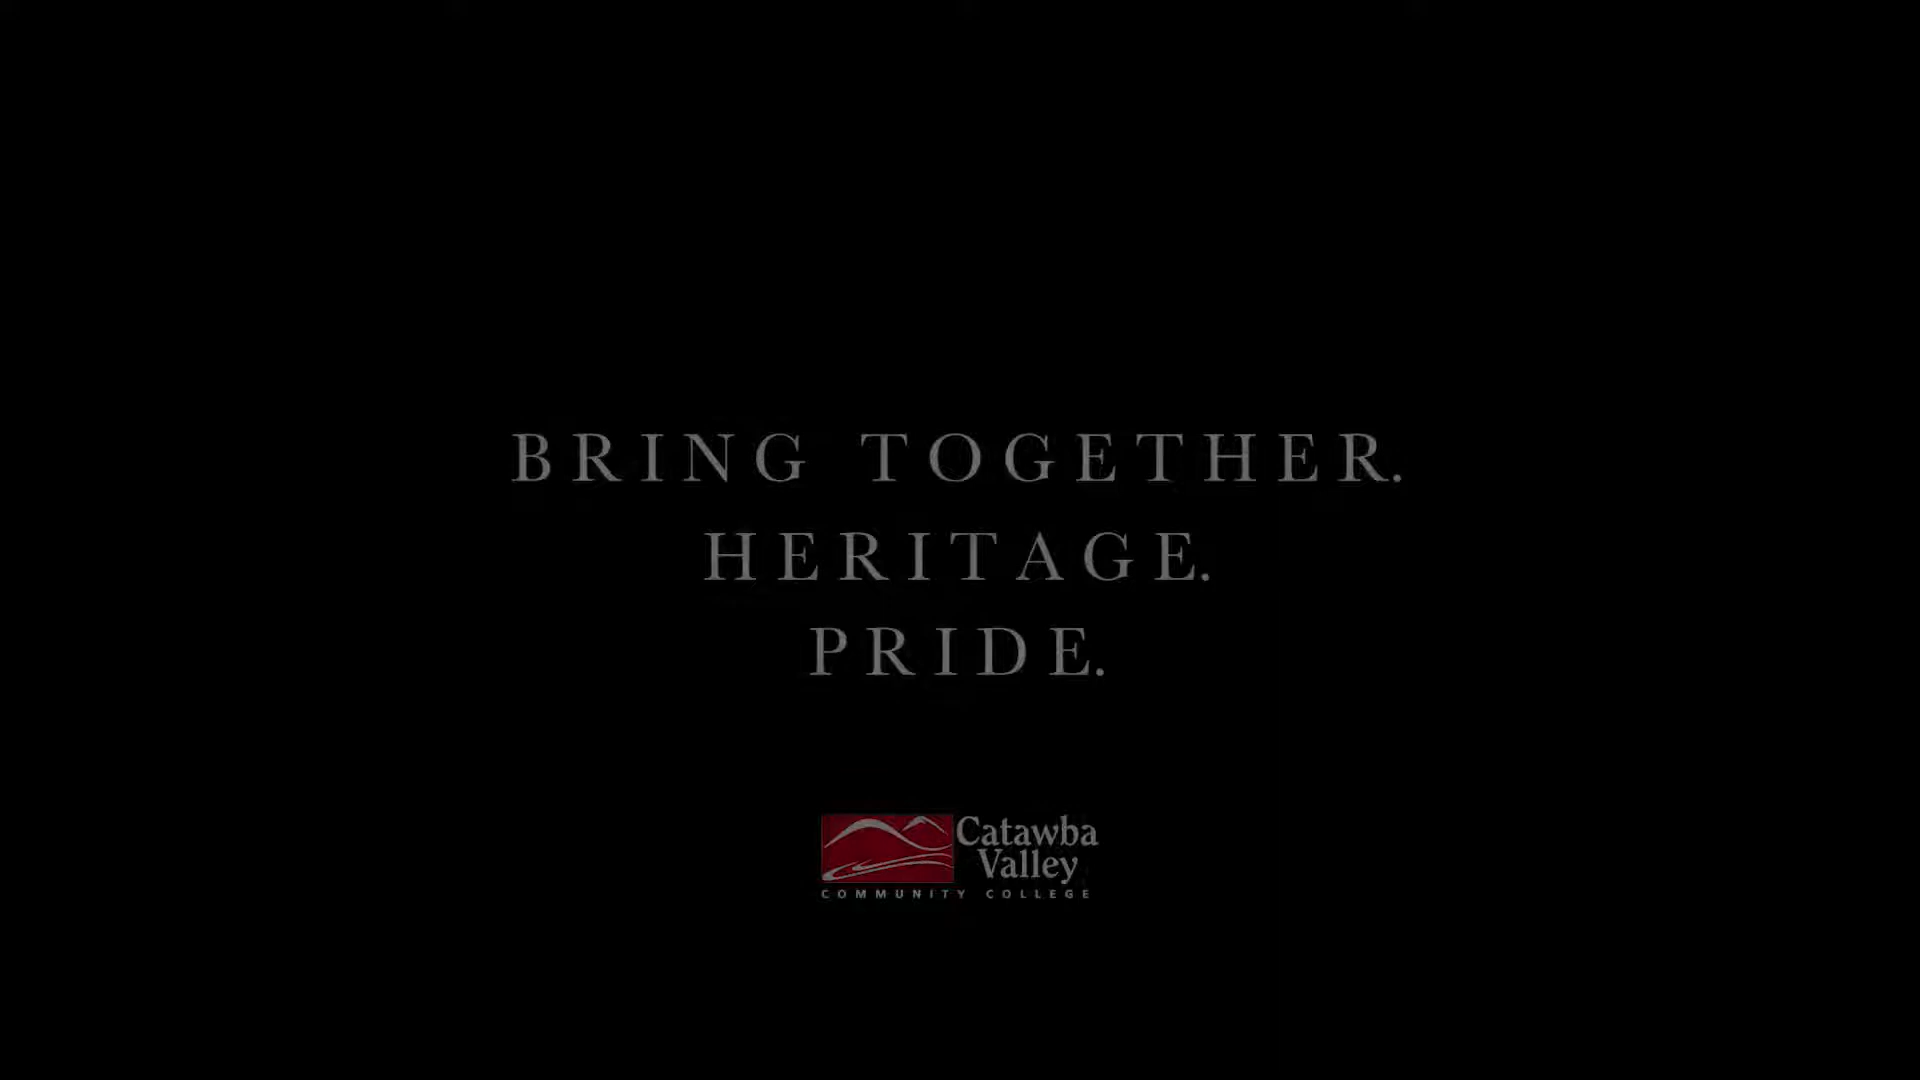 BRING TOGETHER.
HERITAGE.
PRIDE.
Catawba
Valley
COMMUNITY COLLEGE